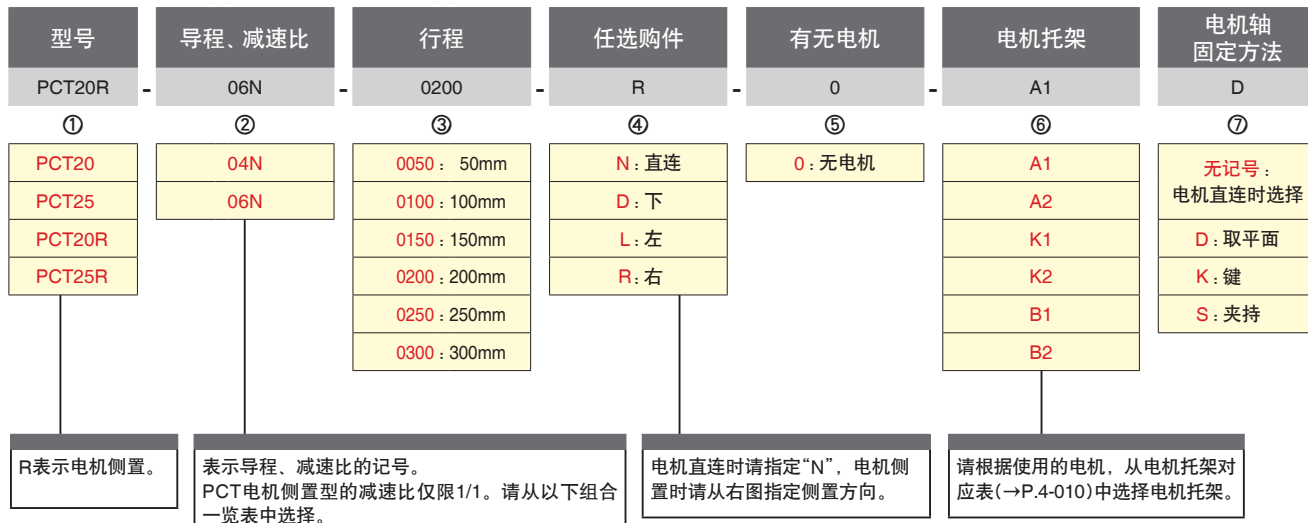 型号 导程、减速比 行程 任选购件 有无电机 电机托架 电机轴
固定方法
PCT20R - 06N - 0200 - R - 0 - A1 D
① ② ③ ④ ⑤ ⑥ ⑦
PCT20
PCT25
PCT20R
PCT25R
04N
06N
0050： 50mm
0100：100mm
0150：150mm
0200：200mm
0250：250mm
0300：300mm
N：直连
D：下
L：左
R：右
0：无电机
A1
A2
K1
K2
B1
B2
无记号：
电机直连时选择
D：取平面
K：键
S：夹持
R表示电机侧置。
表示导程、减速比的记号。
PCT电机侧置型的减速比仅限1/1。请从以下组合
一览表中选择。
电机直连时请指定“N”，电机侧
置时请从右图指定侧置方向。
请根据使用的电机，从电机托架对
应表(→P.4-010)中选择电机托架。